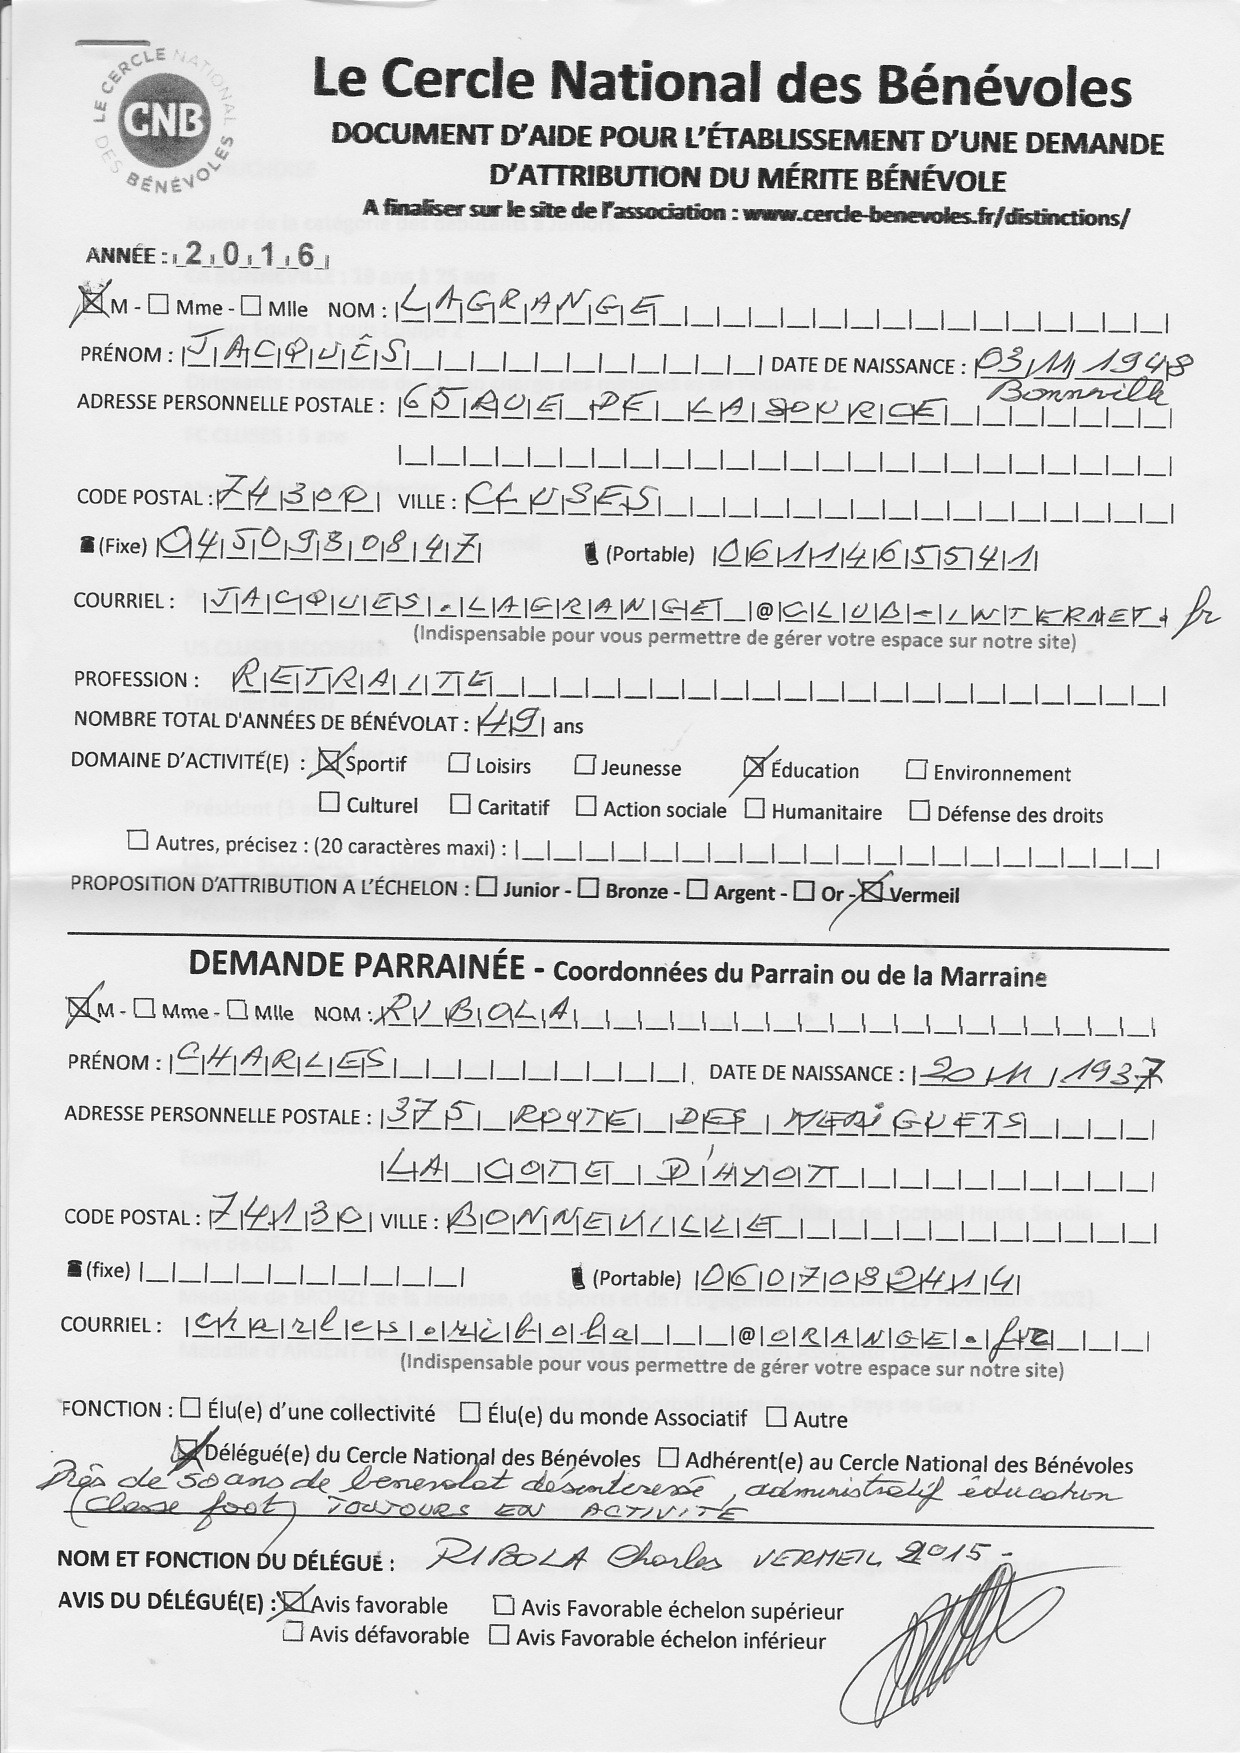 LE CERCLE NATIONAL DES BÉNÉVOLES
CNB
Le Cercle National des Bénévoles
DOCUMENT D'AIDE POUR L'ÉTABLISSEMENT D'UNE DEMANDE
D'ATTRIBUTION DU MÉRITE BÉNÉVOLE
A finaliser sur le site de l'association : www.cercle-benevoles.fr/distinctions/
ANNÉE : 2016
☒ M - ☐ Mme - ☐ Mlle NOM : LAGRANGE
PRÉNOM : JACQUES DATE DE NAISSANCE : 03 11 1948
Bonneville
ADRESSE PERSONNELLE POSTALE : 65 RUE DE LA SOURCE
CODE POSTAL : 74300 VILLE : CLUSES
(Fixe) 0450980847 (Portable) 0611465541
COURRIEL : JACQUES.LAGRANGE @ CLUB-INTERNET.fr
(Indispensable pour vous permettre de gérer votre espace sur notre site)
PROFESSION : RETRAITE
NOMBRE TOTAL D'ANNÉES DE BÉNÉVOLAT : 49 ans
DOMAINE D'ACTIVITÉ(E) : ☒ Sportif ☐ Loisirs ☐ Jeunesse ☒ Éducation ☐ Environnement
☐ Culturel ☐ Caritatif ☐ Action sociale ☐ Humanitaire ☐ Défense des droits
☐ Autres, précisez : (20 caractères maxi) :
PROPOSITION D'ATTRIBUTION A L'ÉCHELON : ☐ Junior - ☐ Bronze - ☐ Argent - ☐ Or - ☒ Vermeil
DEMANDE PARRAINÉE - Coordonnées du Parrain ou de la Marraine
☒ M - ☐ Mme - ☐ Mlle NOM : RIBOLA
PRÉNOM : CHARLES DATE DE NAISSANCE : 20 11 1937
ADRESSE PERSONNELLE POSTALE : 375 ROUTE DES MERIGUETS
LA COTE D'HYOT
CODE POSTAL : 74130 VILLE : BONNEVILLE
(fixe) (Portable) 0607082414
COURRIEL : charles.ribola @ ORANGE.fr
(Indispensable pour vous permettre de gérer votre espace sur notre site)
FONCTION : ☐ Élu(e) d'une collectivité ☐ Élu(e) du monde Associatif ☐ Autre
☒ Délégué(e) du Cercle National des Bénévoles ☐ Adhérent(e) au Cercle National des Bénévoles
Près de 50 ans de benevolat désinteressé, administratif éducation
(Classe foot) TOUJOURS EN ACTIVITE
NOM ET FONCTION DU DÉLÉGUÉ : RIBOLA Charles VERMEIL 2015 -
AVIS DU DÉLÉGUÉ(E) : ☒ Avis favorable ☐ Avis Favorable échelon supérieur
☐ Avis défavorable ☐ Avis Favorable échelon inférieur